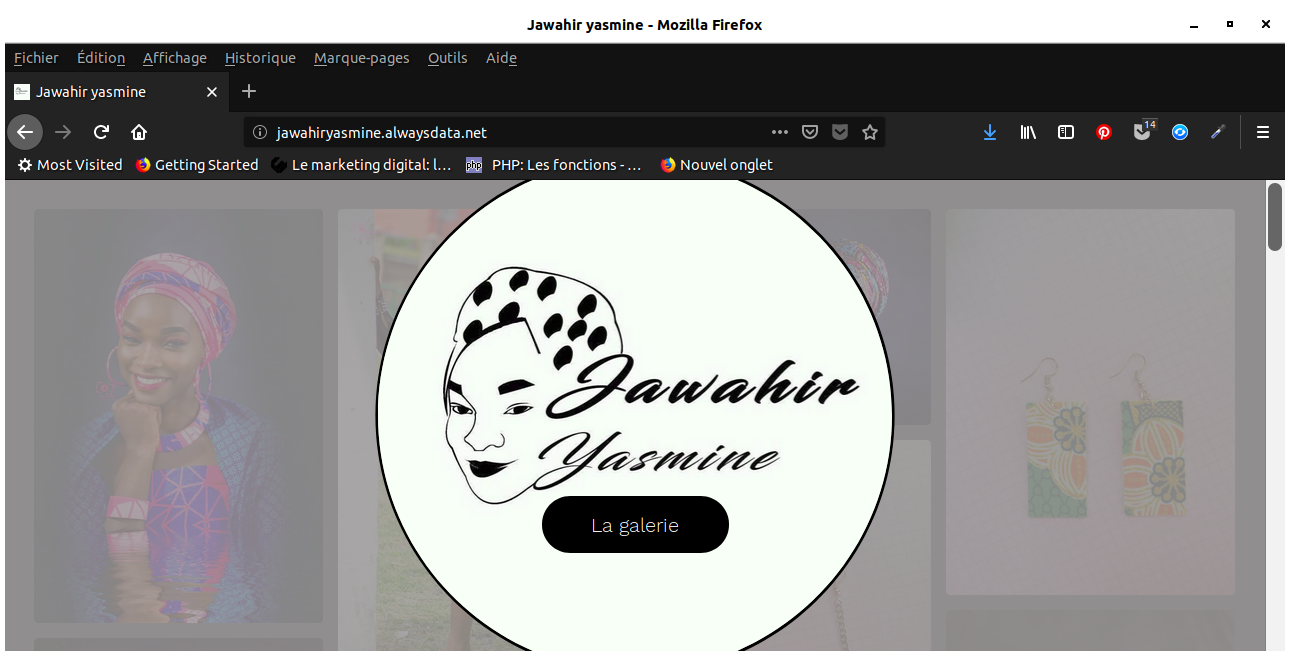 Jawahir yasmine - Mozilla Firefox
Fichier Édition Affichage Historique Marque-pages Outils Aide
Jawahir yasmine
jawahiryasmine.alwaysdata.net
14
Most Visited Getting Started Le marketing digital: l… php PHP: Les fonctions - … Nouvel onglet
Jawahir
Yasmine
La galerie